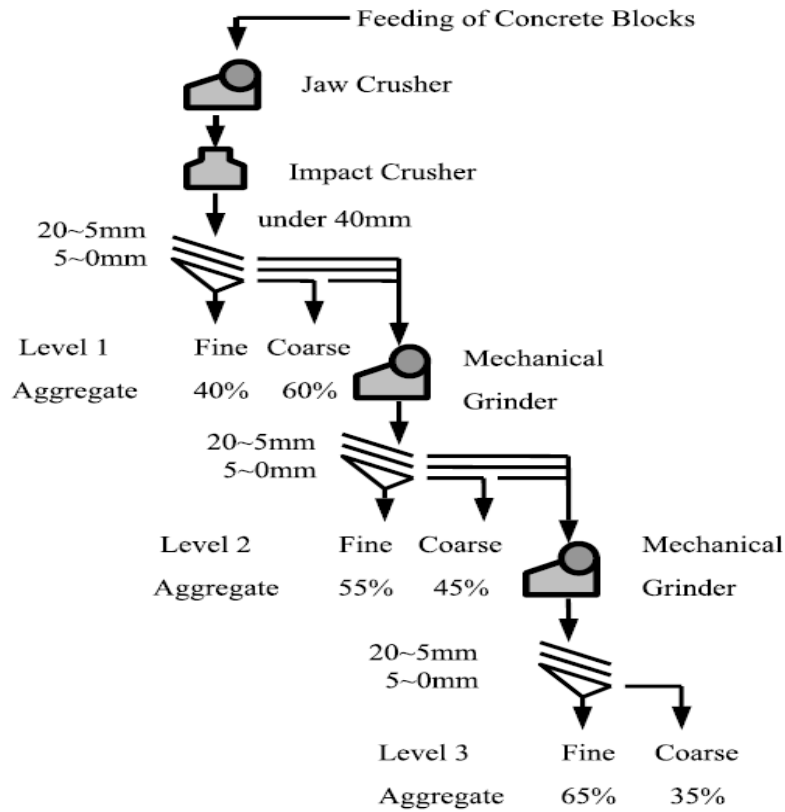 Feeding of Concrete Blocks
Jaw Crusher
Impact Crusher
under 40mm
20~5mm
5~0mm
Level 1 Fine Coarse
Aggregate 40% 60%
Mechanical
Grinder
20~5mm
5~0mm
Level 2 Fine Coarse
Aggregate 55% 45%
Mechanical
Grinder
20~5mm
5~0mm
Level 3 Fine Coarse
Aggregate 65% 35%